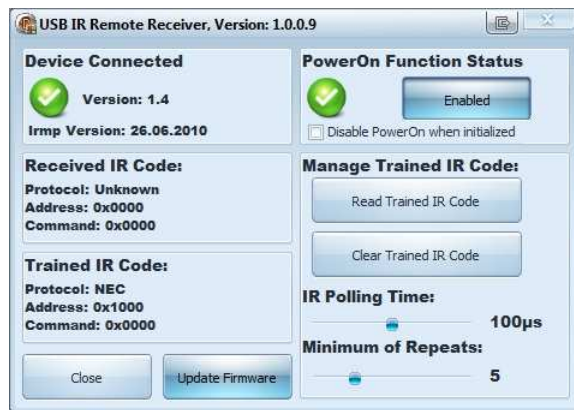 USB IR Remote Receiver, Version: 1.0.0.9
Device Connected
Version: 1.4
Irmp Version: 26.06.2010
PowerOn Function Status
Enabled
Disable PowerOn when initialized
Received IR Code:
Protocol: Unknown
Address: 0x0000
Command: 0x0000
Trained IR Code:
Protocol: NEC
Address: 0x1000
Command: 0x0000
Manage Trained IR Code:
Read Trained IR Code
Clear Trained IR Code
IR Polling Time:
100µs
Minimum of Repeats:
5
Close
Update Firmware